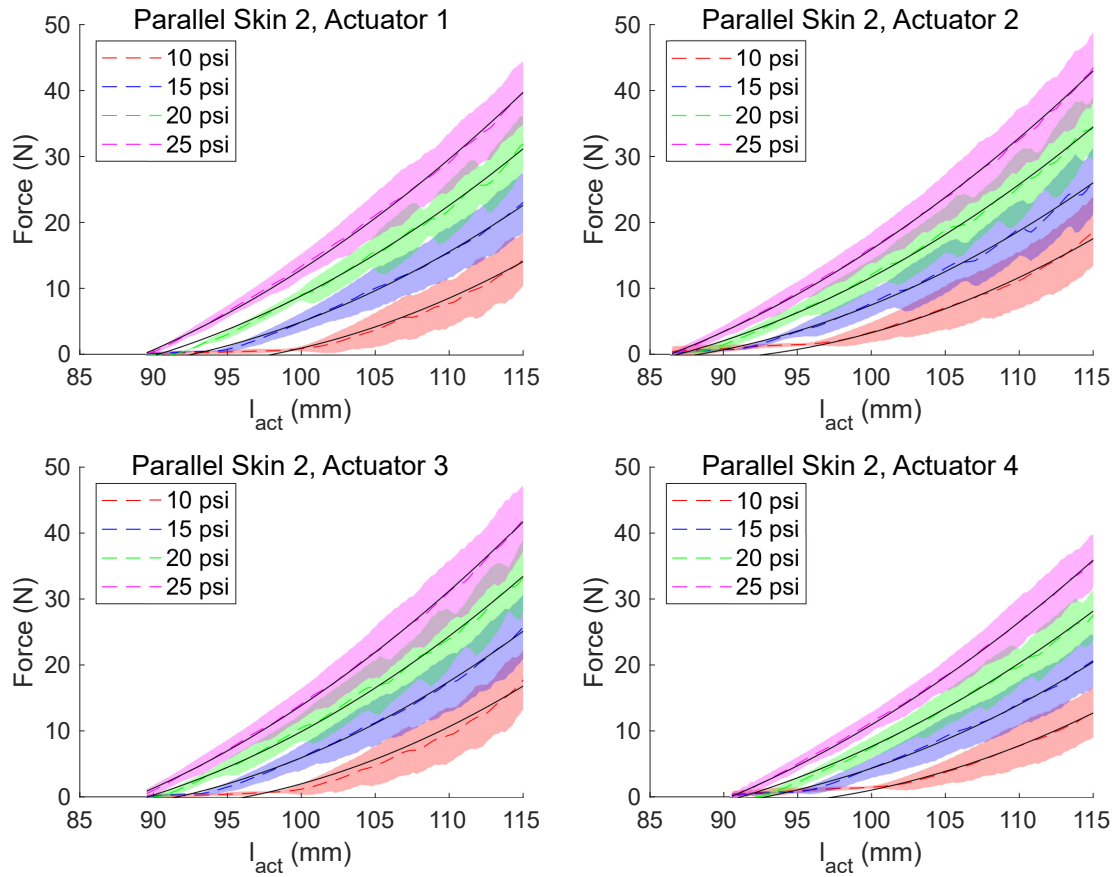 Parallel Skin 2, Actuator 1
50
40
30
20
10
0
Force (N)
10 psi
15 psi
20 psi
25 psi
85 90 95 100 105 110 115
l_act (mm)
Parallel Skin 2, Actuator 2
50
40
30
20
10
0
Force (N)
10 psi
15 psi
20 psi
25 psi
85 90 95 100 105 110 115
l_act (mm)
Parallel Skin 2, Actuator 3
50
40
30
20
10
0
Force (N)
10 psi
15 psi
20 psi
25 psi
85 90 95 100 105 110 115
l_act (mm)
Parallel Skin 2, Actuator 4
50
40
30
20
10
0
Force (N)
10 psi
15 psi
20 psi
25 psi
85 90 95 100 105 110 115
l_act (mm)